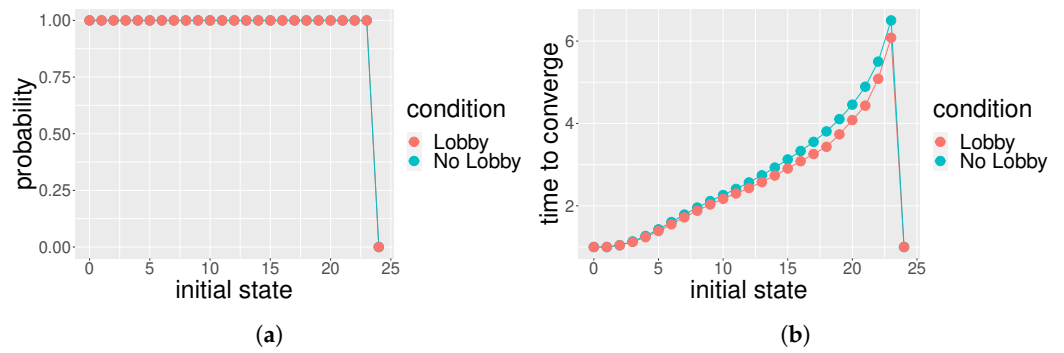 1.00
0.75
0.50
0.25
0.00
probability
0 5 10 15 20 25
initial state
condition
Lobby
No Lobby
(a)
6
4
2
time to converge
0 5 10 15 20 25
initial state
condition
Lobby
No Lobby
(b)